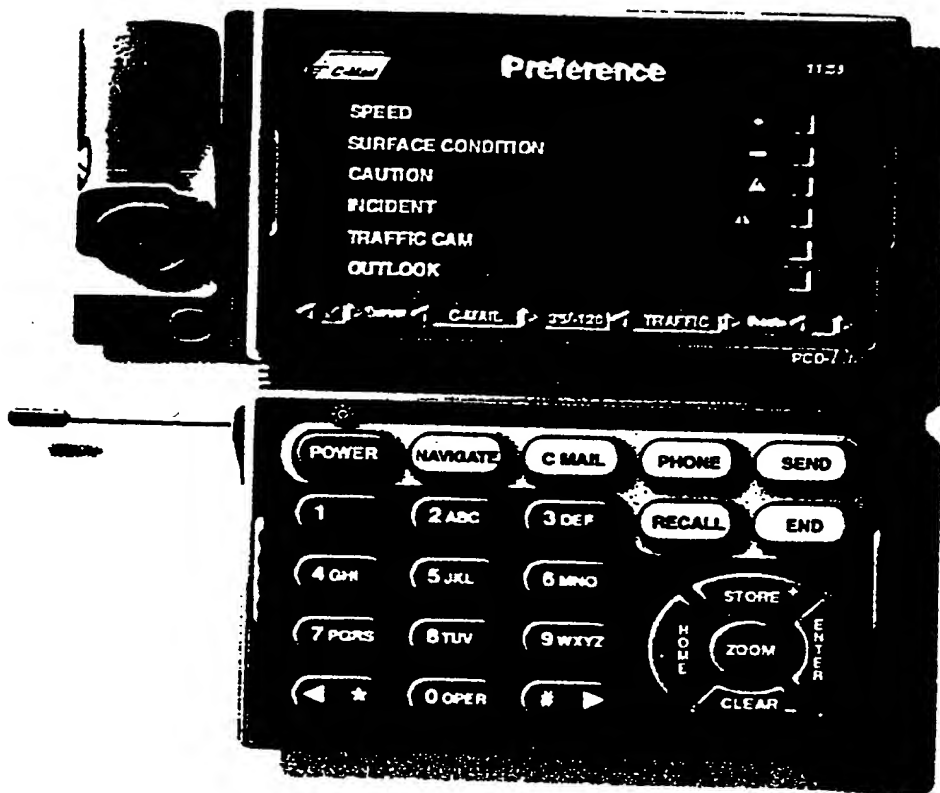 C-Mail Preference
SPEED
SURFACE CONDITION
CAUTION
INCIDENT
TRAFFIC CAM
OUTLOOK
C-MAIL TRAFFIC
POWER NAVIGATE C MAIL PHONE SEND
1 2 ABC 3 DEF RECALL END
4 GHI 5 JKL 6 MNO
STORE +
7 PQRS 8 TUV 9 WXYZ
HOME ZOOM ENTER
◀ * 0 OPER # ▶
CLEAR -